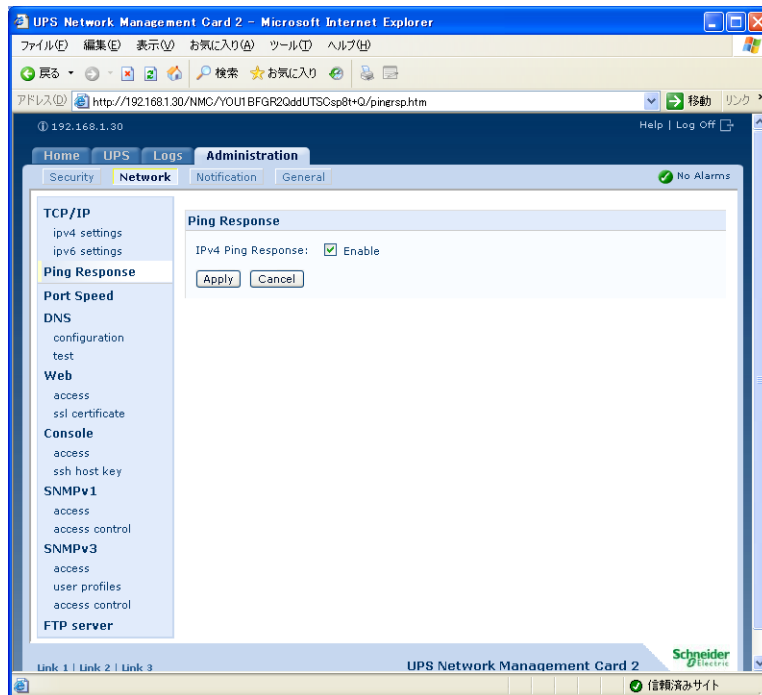 UPS Network Management Card 2 - Microsoft Internet Explorer
ファイル(F) 編集(E) 表示(V) お気に入り(A) ツール(T) ヘルプ(H)
戻る 検索 お気に入り
アドレス(D) http://192.168.1.30/NMC/YOU1BFGR2QddUTSCsp8t+Q/pingrsp.htm 移動 リンク »
192.168.1.30 Help | Log Off
Home UPS Logs Administration
Security Network Notification General No Alarms
TCP/IP
ipv4 settings
ipv6 settings
Ping Response
Port Speed
DNS
configuration
test
Web
access
ssl certificate
Console
access
ssh host key
SNMPv1
access
access control
SNMPv3
access
user profiles
access control
FTP server
Ping Response
IPv4 Ping Response: Enable
Apply Cancel
Link 1 | Link 2 | Link 3
UPS Network Management Card 2
Schneider
Electric
信頼済みサイト